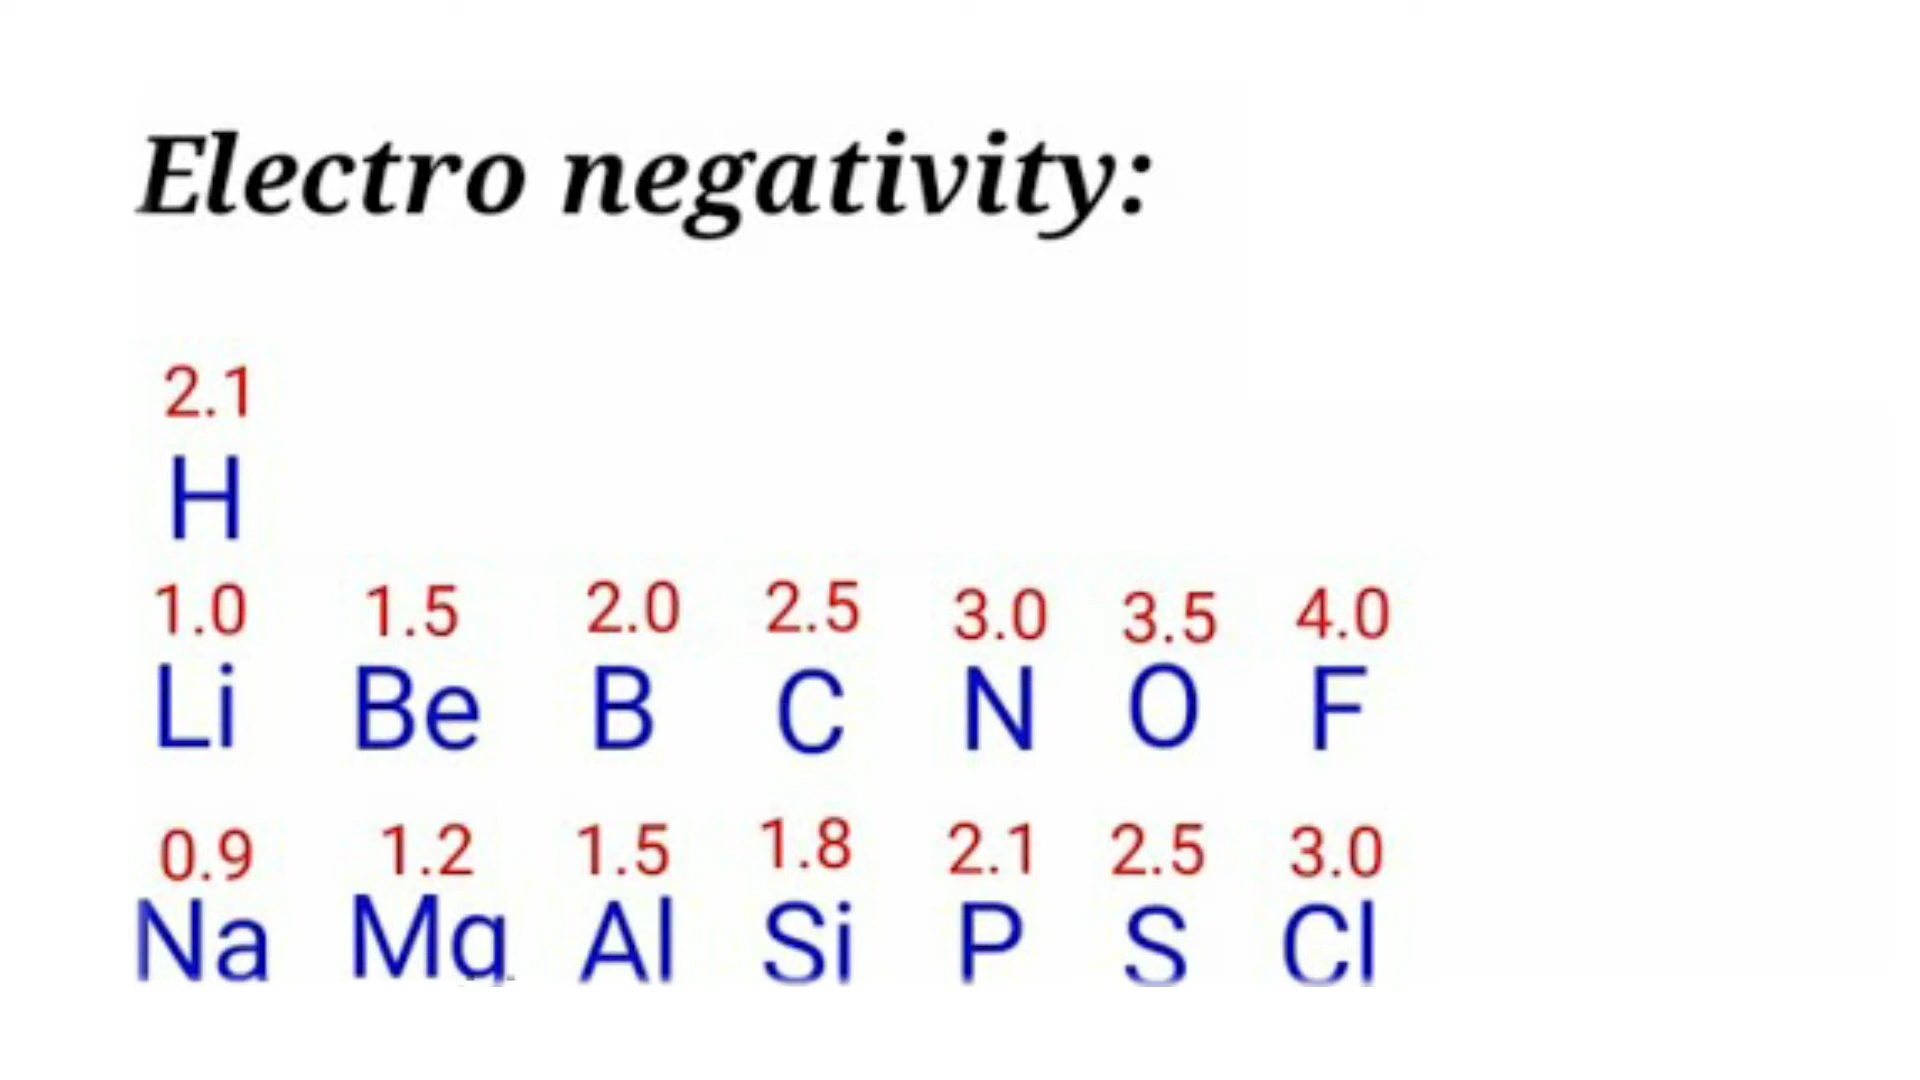 Electro negativity:
2.1
H
1.0 1.5 2.0 2.5 3.0 3.5 4.0
Li Be B C N O F
0.9 1.2 1.5 1.8 2.1 2.5 3.0
Na Mg Al Si P S Cl